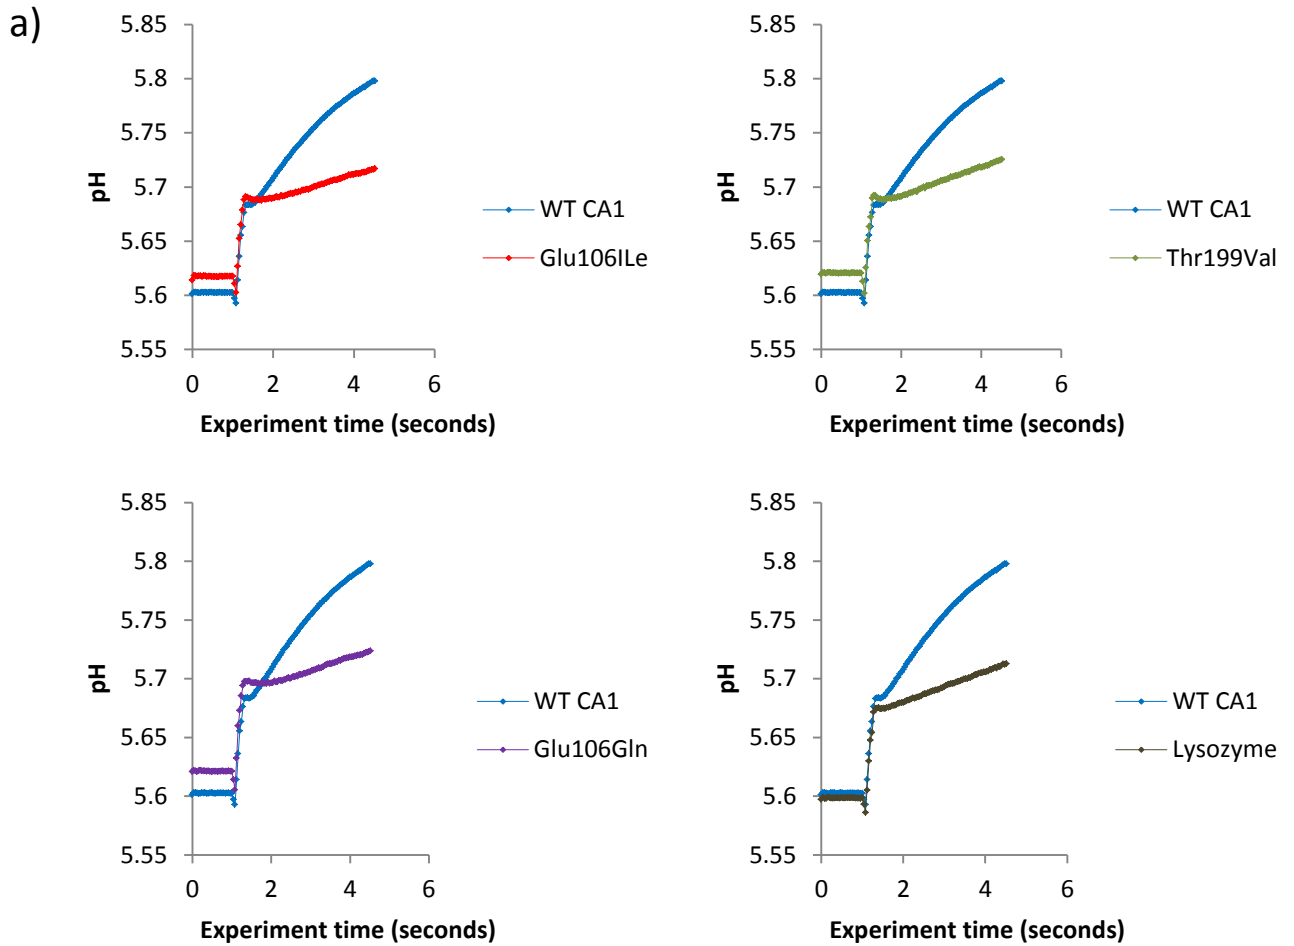 a)
5.85
5.8
5.75
5.7
5.65
5.6
5.55
pH
0 2 4 6
Experiment time (seconds)
WT CA1
Glu106ILe
5.85
5.8
5.75
5.7
5.65
5.6
5.55
pH
0 2 4 6
Experiment time (seconds)
WT CA1
Thr199Val
5.85
5.8
5.75
5.7
5.65
5.6
5.55
pH
0 2 4 6
Experiment time (seconds)
WT CA1
Glu106Gln
5.85
5.8
5.75
5.7
5.65
5.6
5.55
pH
0 2 4 6
Experiment time (seconds)
WT CA1
Lysozyme